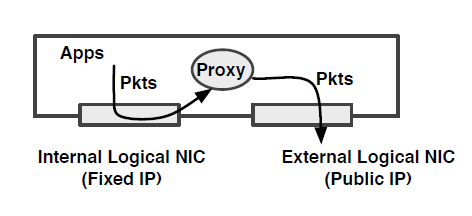 Apps
Pkts
Proxy
Pkts
Internal Logical NIC
(Fixed IP)
External Logical NIC
(Public IP)